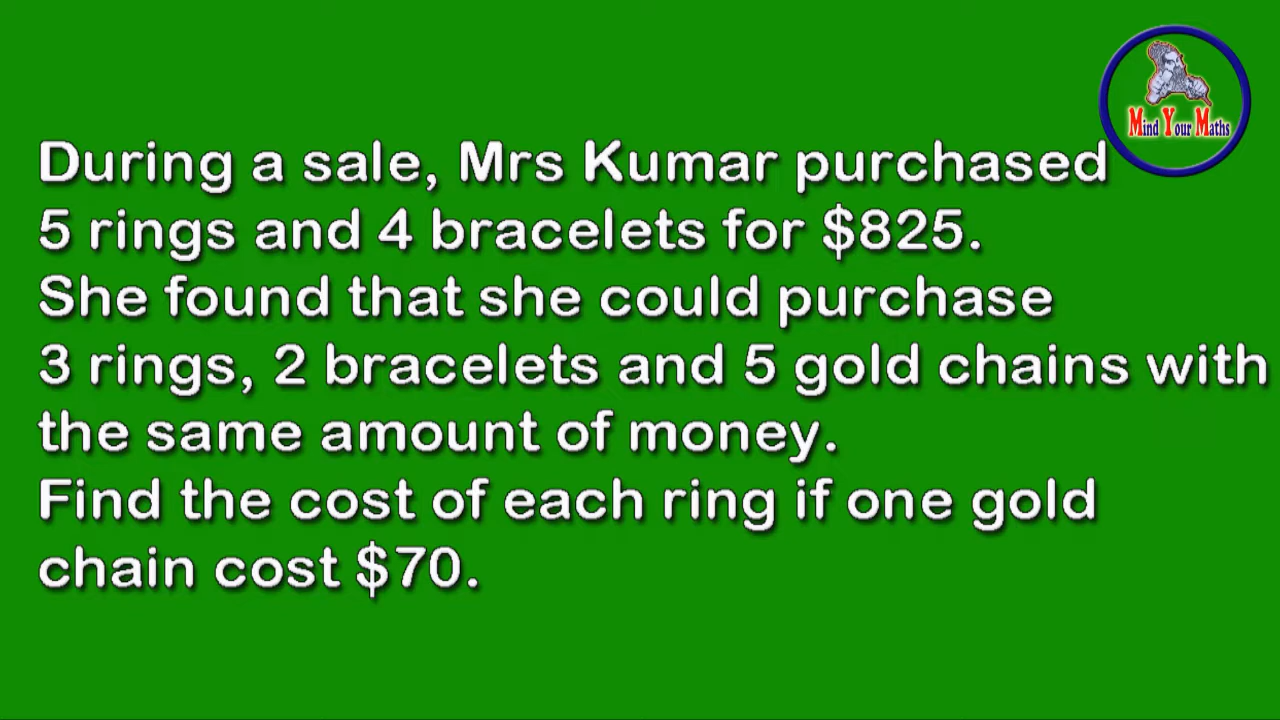 Mind Your Maths
During a sale, Mrs Kumar purchased
5 rings and 4 bracelets for $825.
She found that she could purchase
3 rings, 2 bracelets and 5 gold chains with
the same amount of money.
Find the cost of each ring if one gold
chain cost $70.